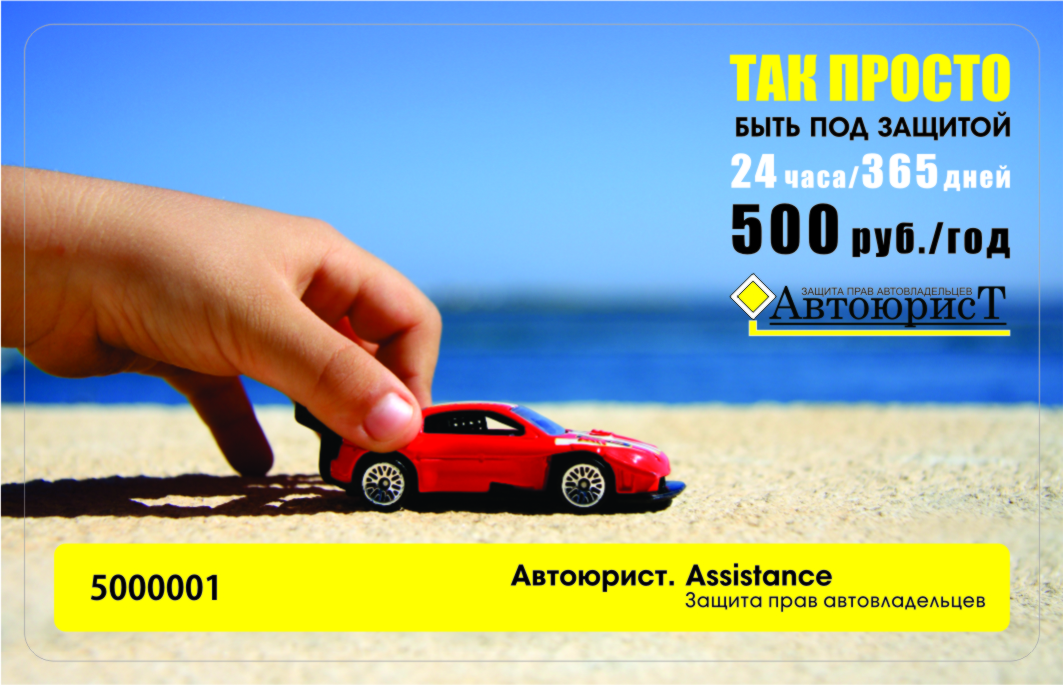 ТАК ПРОСТО
БЫТЬ ПОД ЗАЩИТОЙ
24 часа/365 дней
500 руб./год
ЗАЩИТА ПРАВ АВТОВЛАДЕЛЬЦЕВ
АвтоюрисТ
5000001
Автоюрист. Assistance
Защита прав автовладельцев